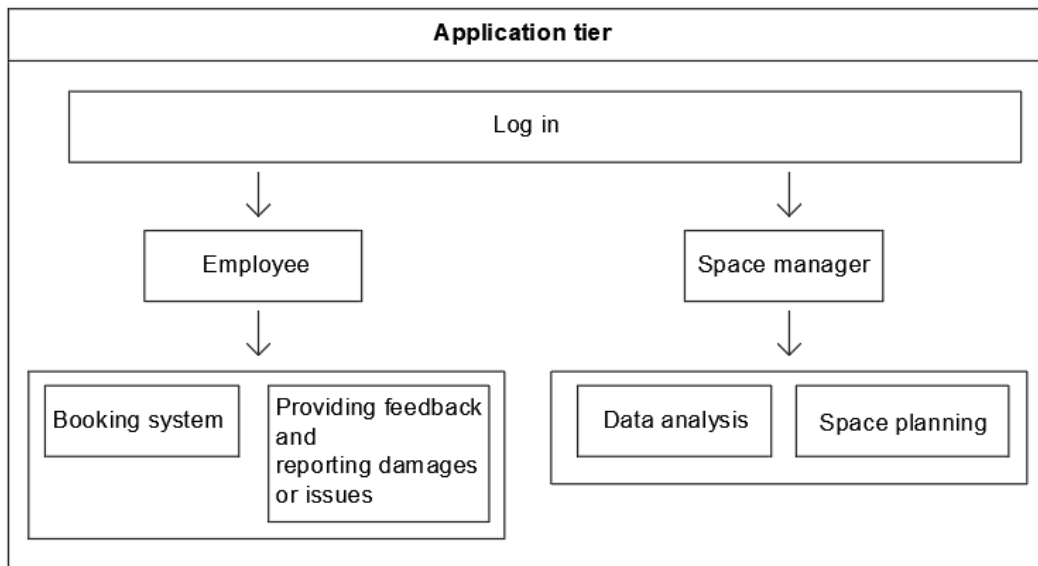 Application tier
Log in
Employee
Space manager
Booking system
Providing feedback
and
reporting damages
or issues
Data analysis
Space planning